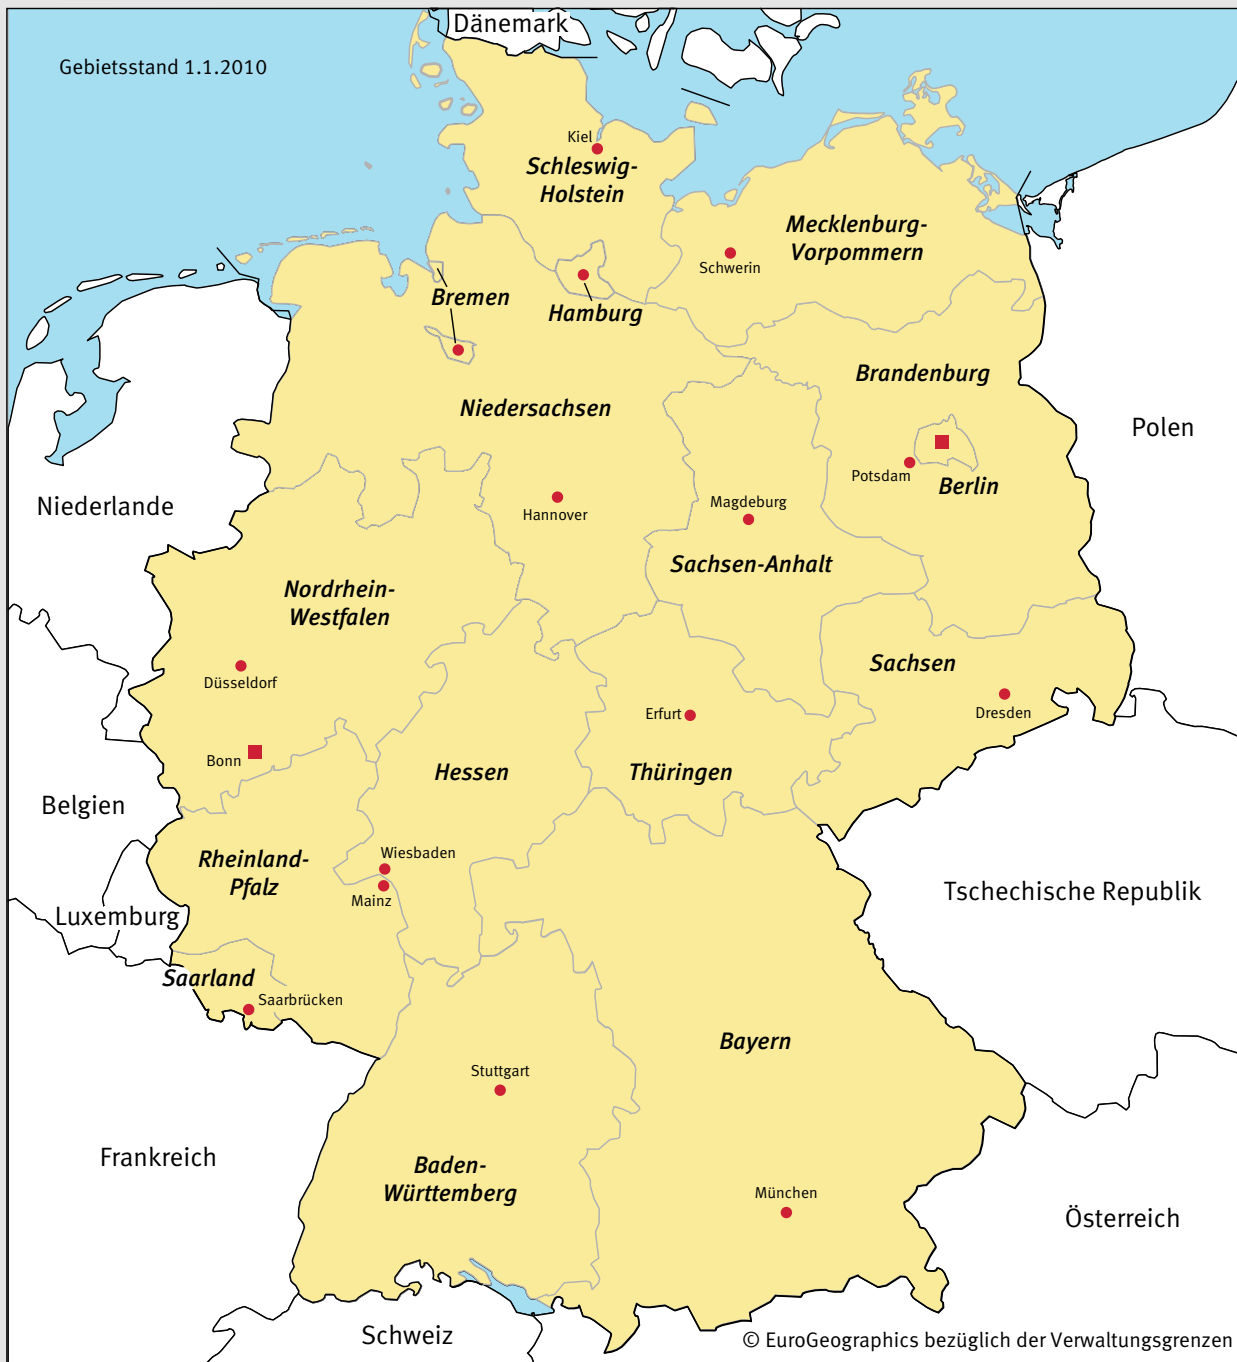 Dänemark
Gebietsstand 1.1.2010
Kiel
Schleswig-
Holstein
Mecklenburg-
Vorpommern
Schwerin
Bremen
Hamburg
Brandenburg
Niedersachsen
Polen
Potsdam
Berlin
Niederlande
Hannover
Magdeburg
Sachsen-Anhalt
Nordrhein-
Westfalen
Sachsen
Düsseldorf
Erfurt
Dresden
Bonn
Hessen
Thüringen
Belgien
Rheinland-
Pfalz
Wiesbaden
Mainz
Tschechische Republik
Luxemburg
Saarland
Saarbrücken
Bayern
Stuttgart
Frankreich
Baden-
Württemberg
München
Österreich
Schweiz
© EuroGeographics bezüglich der Verwaltungsgrenzen